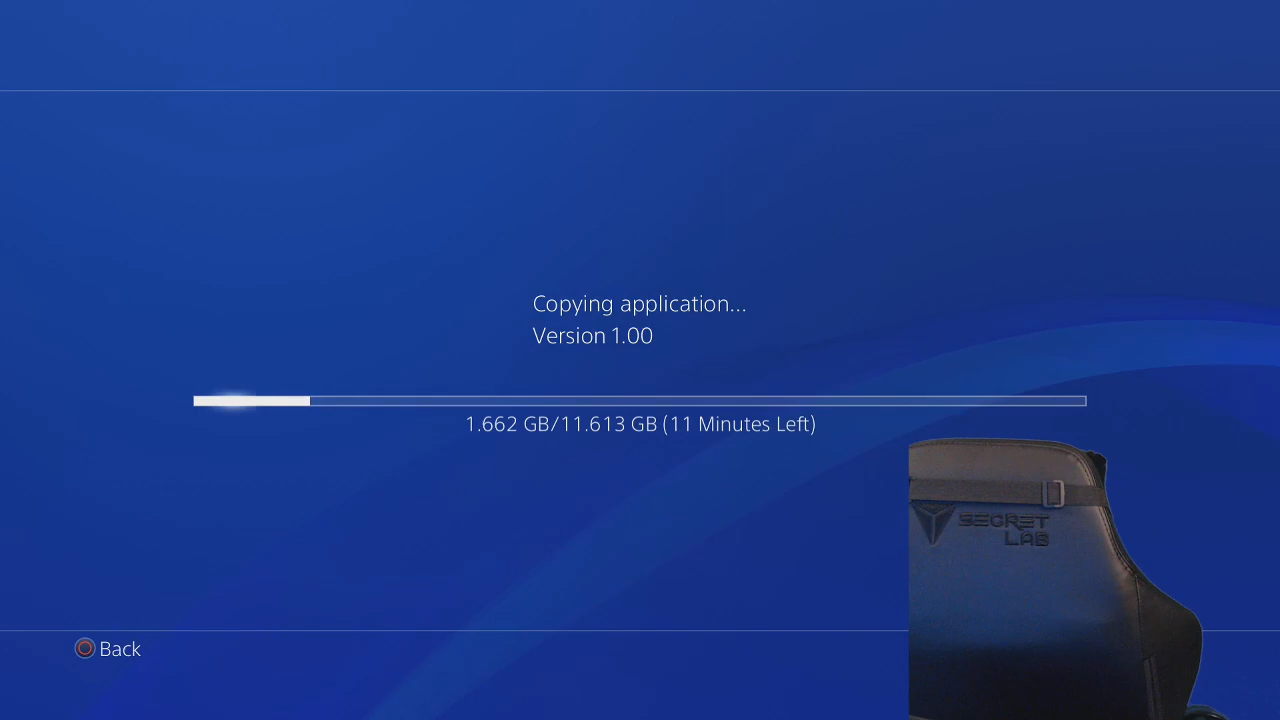 Copying application...
Version 1.00
1.662 GB/11.613 GB (11 Minutes Left)
SECRET
LAB
Back